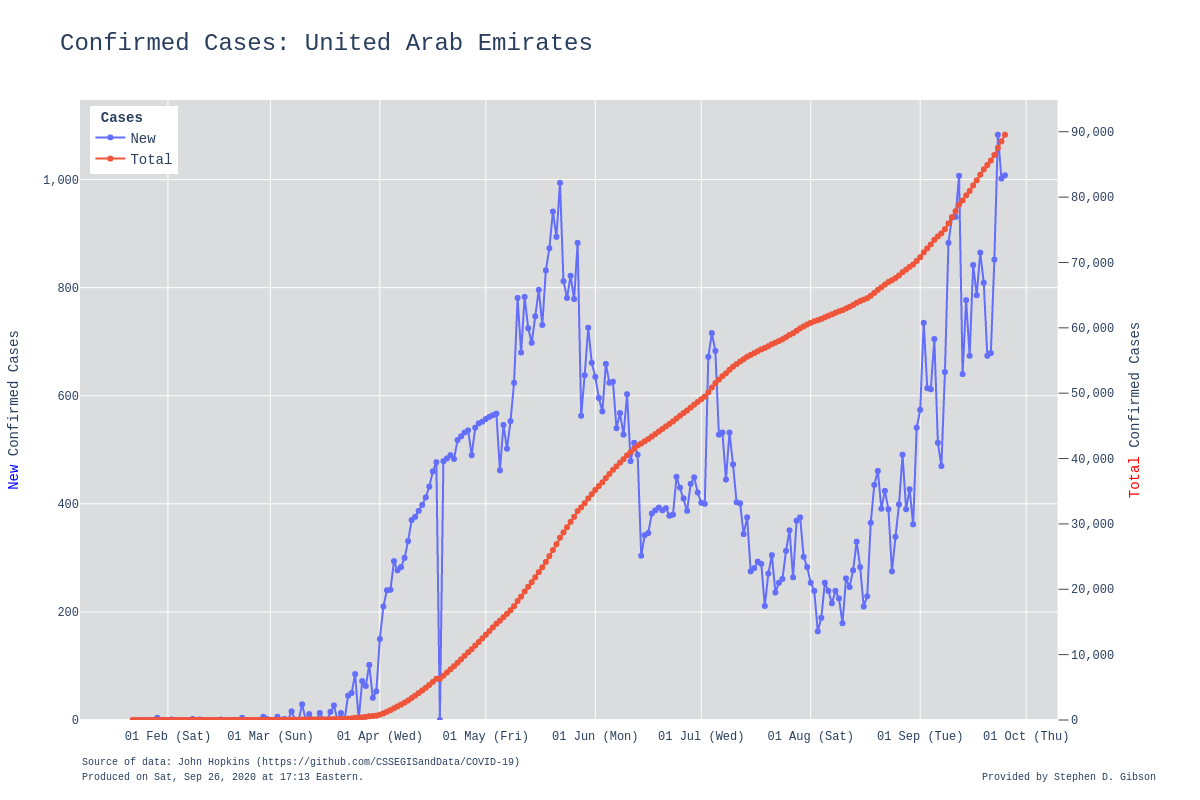 Confirmed Cases: United Arab Emirates
Cases
New
Total
1,000
800
600
400
200
0
90,000
80,000
70,000
60,000
50,000
40,000
30,000
20,000
10,000
0
New Confirmed Cases
Total Confirmed Cases
01 Feb (Sat) 01 Mar (Sun) 01 Apr (Wed) 01 May (Fri) 01 Jun (Mon) 01 Jul (Wed) 01 Aug (Sat) 01 Sep (Tue) 01 Oct (Thu)
Source of data: John Hopkins (https://github.com/CSSEGISandData/COVID-19)
Produced on Sat, Sep 26, 2020 at 17:13 Eastern.
Provided by Stephen D. Gibson